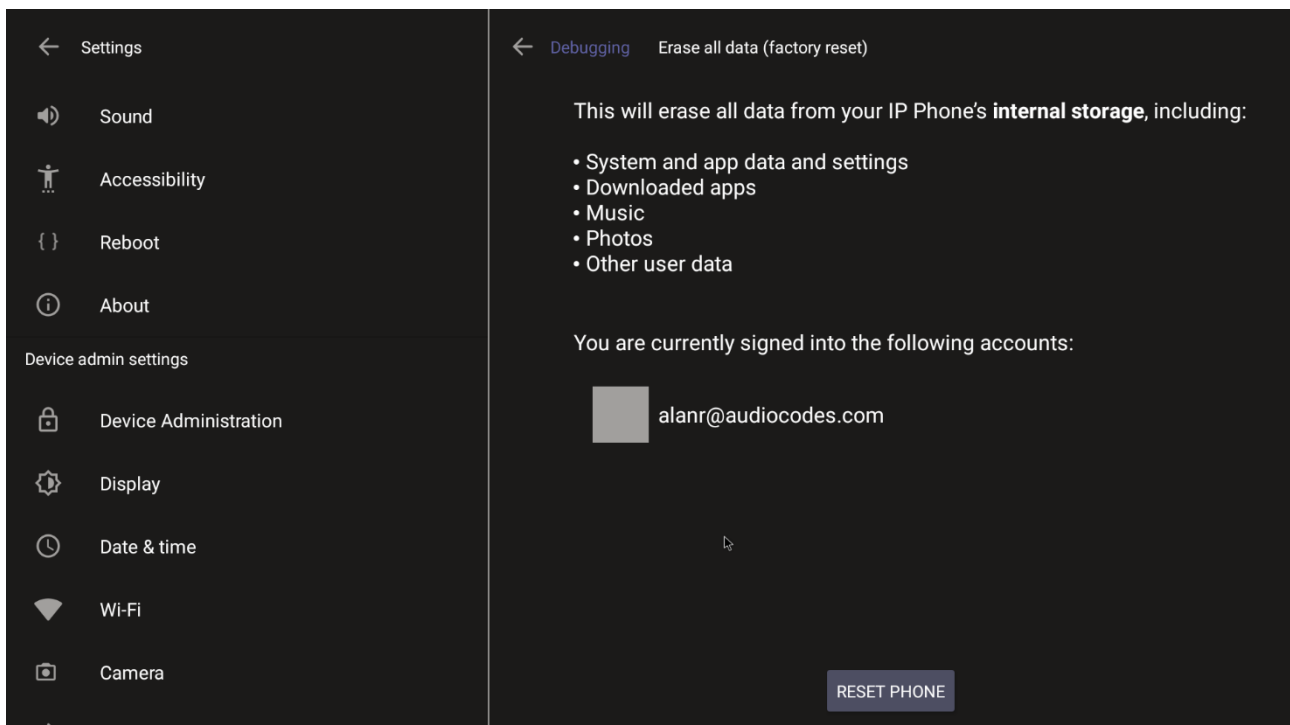 Settings
Sound
Accessibility
Reboot
About
Device admin settings
Device Administration
Display
Date & time
Wi-Fi
Camera
Debugging Erase all data (factory reset)
This will erase all data from your IP Phone’s internal storage, including:
• System and app data and settings
• Downloaded apps
• Music
• Photos
• Other user data
You are currently signed into the following accounts:
alanr@audiocodes.com
RESET PHONE